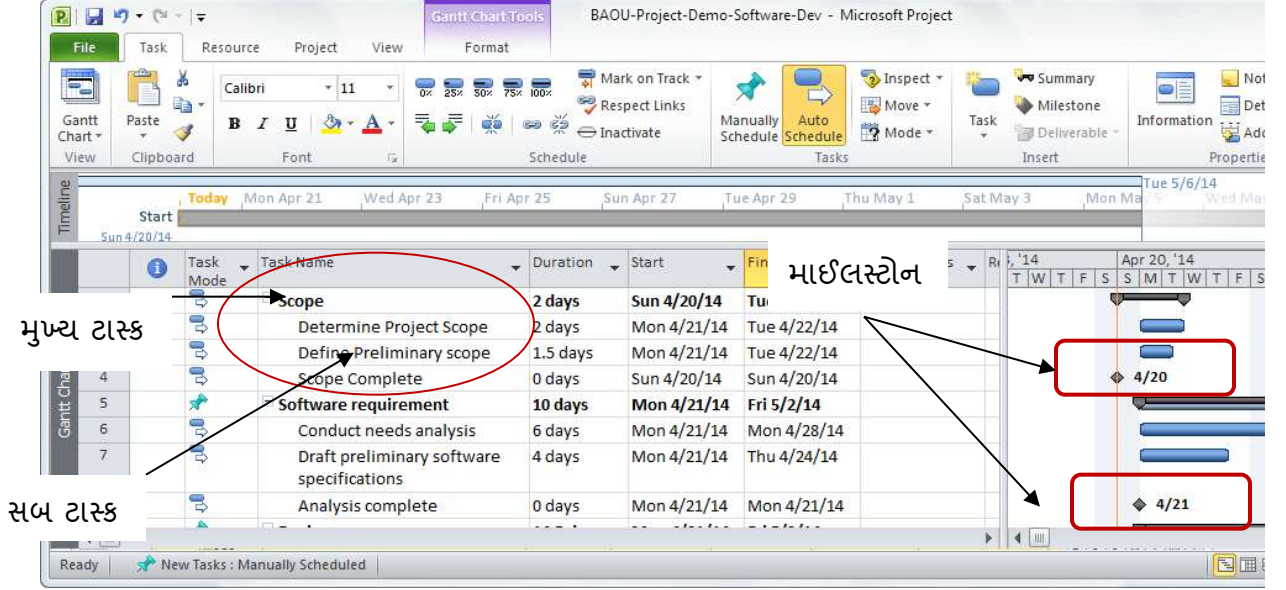 Gantt Chart Tools BAOU-Project-Demo-Software-Dev - Microsoft Project
File Task Resource Project View Format
Calibri 11
0% 25% 50% 75% 100%
Mark on Track
Respect Links
Inactivate
B I U A
Gantt Chart
Paste
Manually Schedule
Auto Schedule
Inspect
Move
Mode
Task
Summary
Milestone
Deliverable
Information
View Clipboard Font Schedule Tasks Insert
Timeline
Today Mon Apr 21 Wed Apr 23 Fri Apr 25 Sun Apr 27 Tue Apr 29 Thu May 1 Sat May 3 Tue 5/6/14
Start
Sun 4/20/14
Task Mode Task Name Duration Start
Apr 20, '14
T W T F S S M T W T F S
માઈલસ્ટોન
મુખ્ય ટાસ્ક
સબ ટાસ્ક
Scope 2 days Sun 4/20/14
Determine Project Scope 2 days Mon 4/21/14 Tue 4/22/14
Define Preliminary scope 1.5 days Mon 4/21/14 Tue 4/22/14
4 Scope Complete 0 days Sun 4/20/14 Sun 4/20/14 4/20
5 Software requirement 10 days Mon 4/21/14 Fri 5/2/14
6 Conduct needs analysis 6 days Mon 4/21/14 Mon 4/28/14
7 Draft preliminary software 4 days Mon 4/21/14 Thu 4/24/14
specifications
Analysis complete 0 days Mon 4/21/14 Mon 4/21/14 4/21
Ready New Tasks : Manually Scheduled